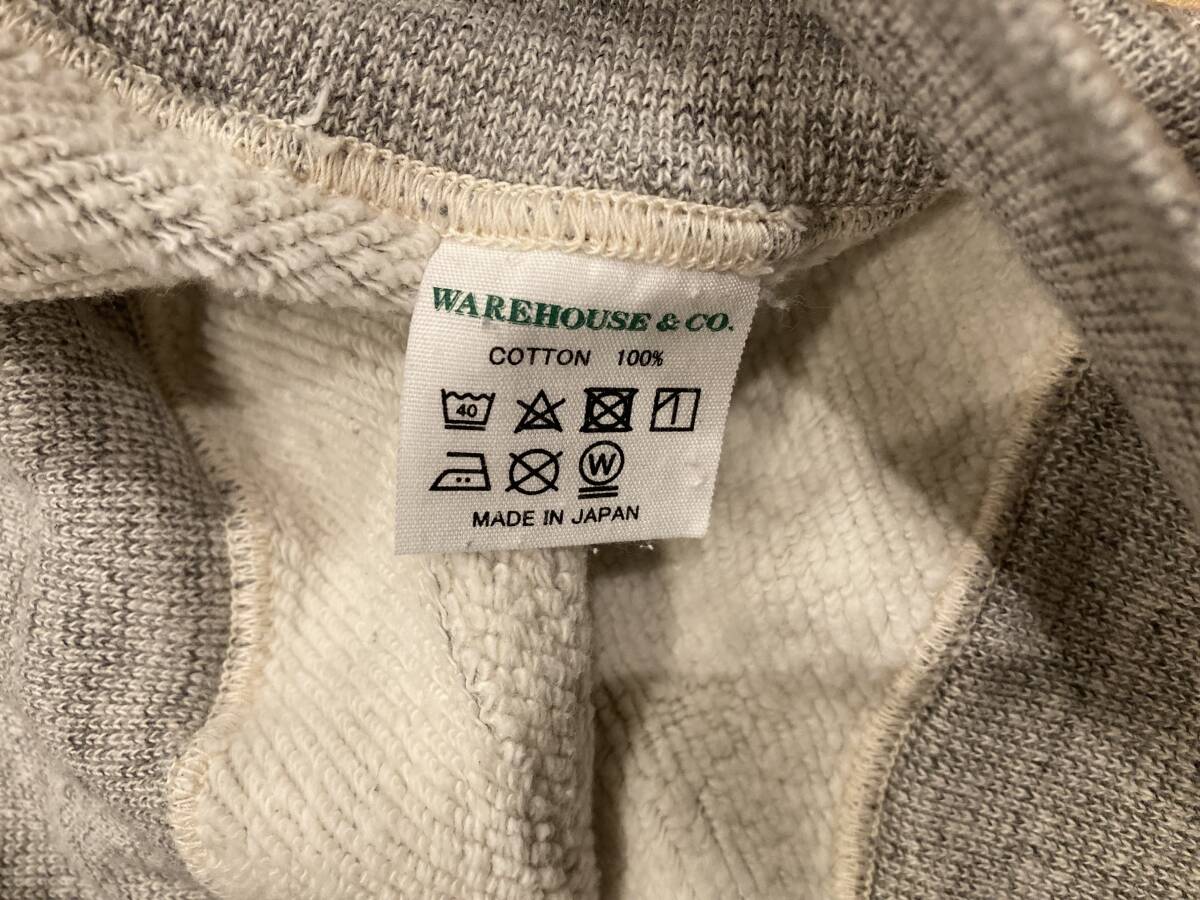 WAREHOUSE & CO.
COTTON 100%
40
W
MADE IN JAPAN